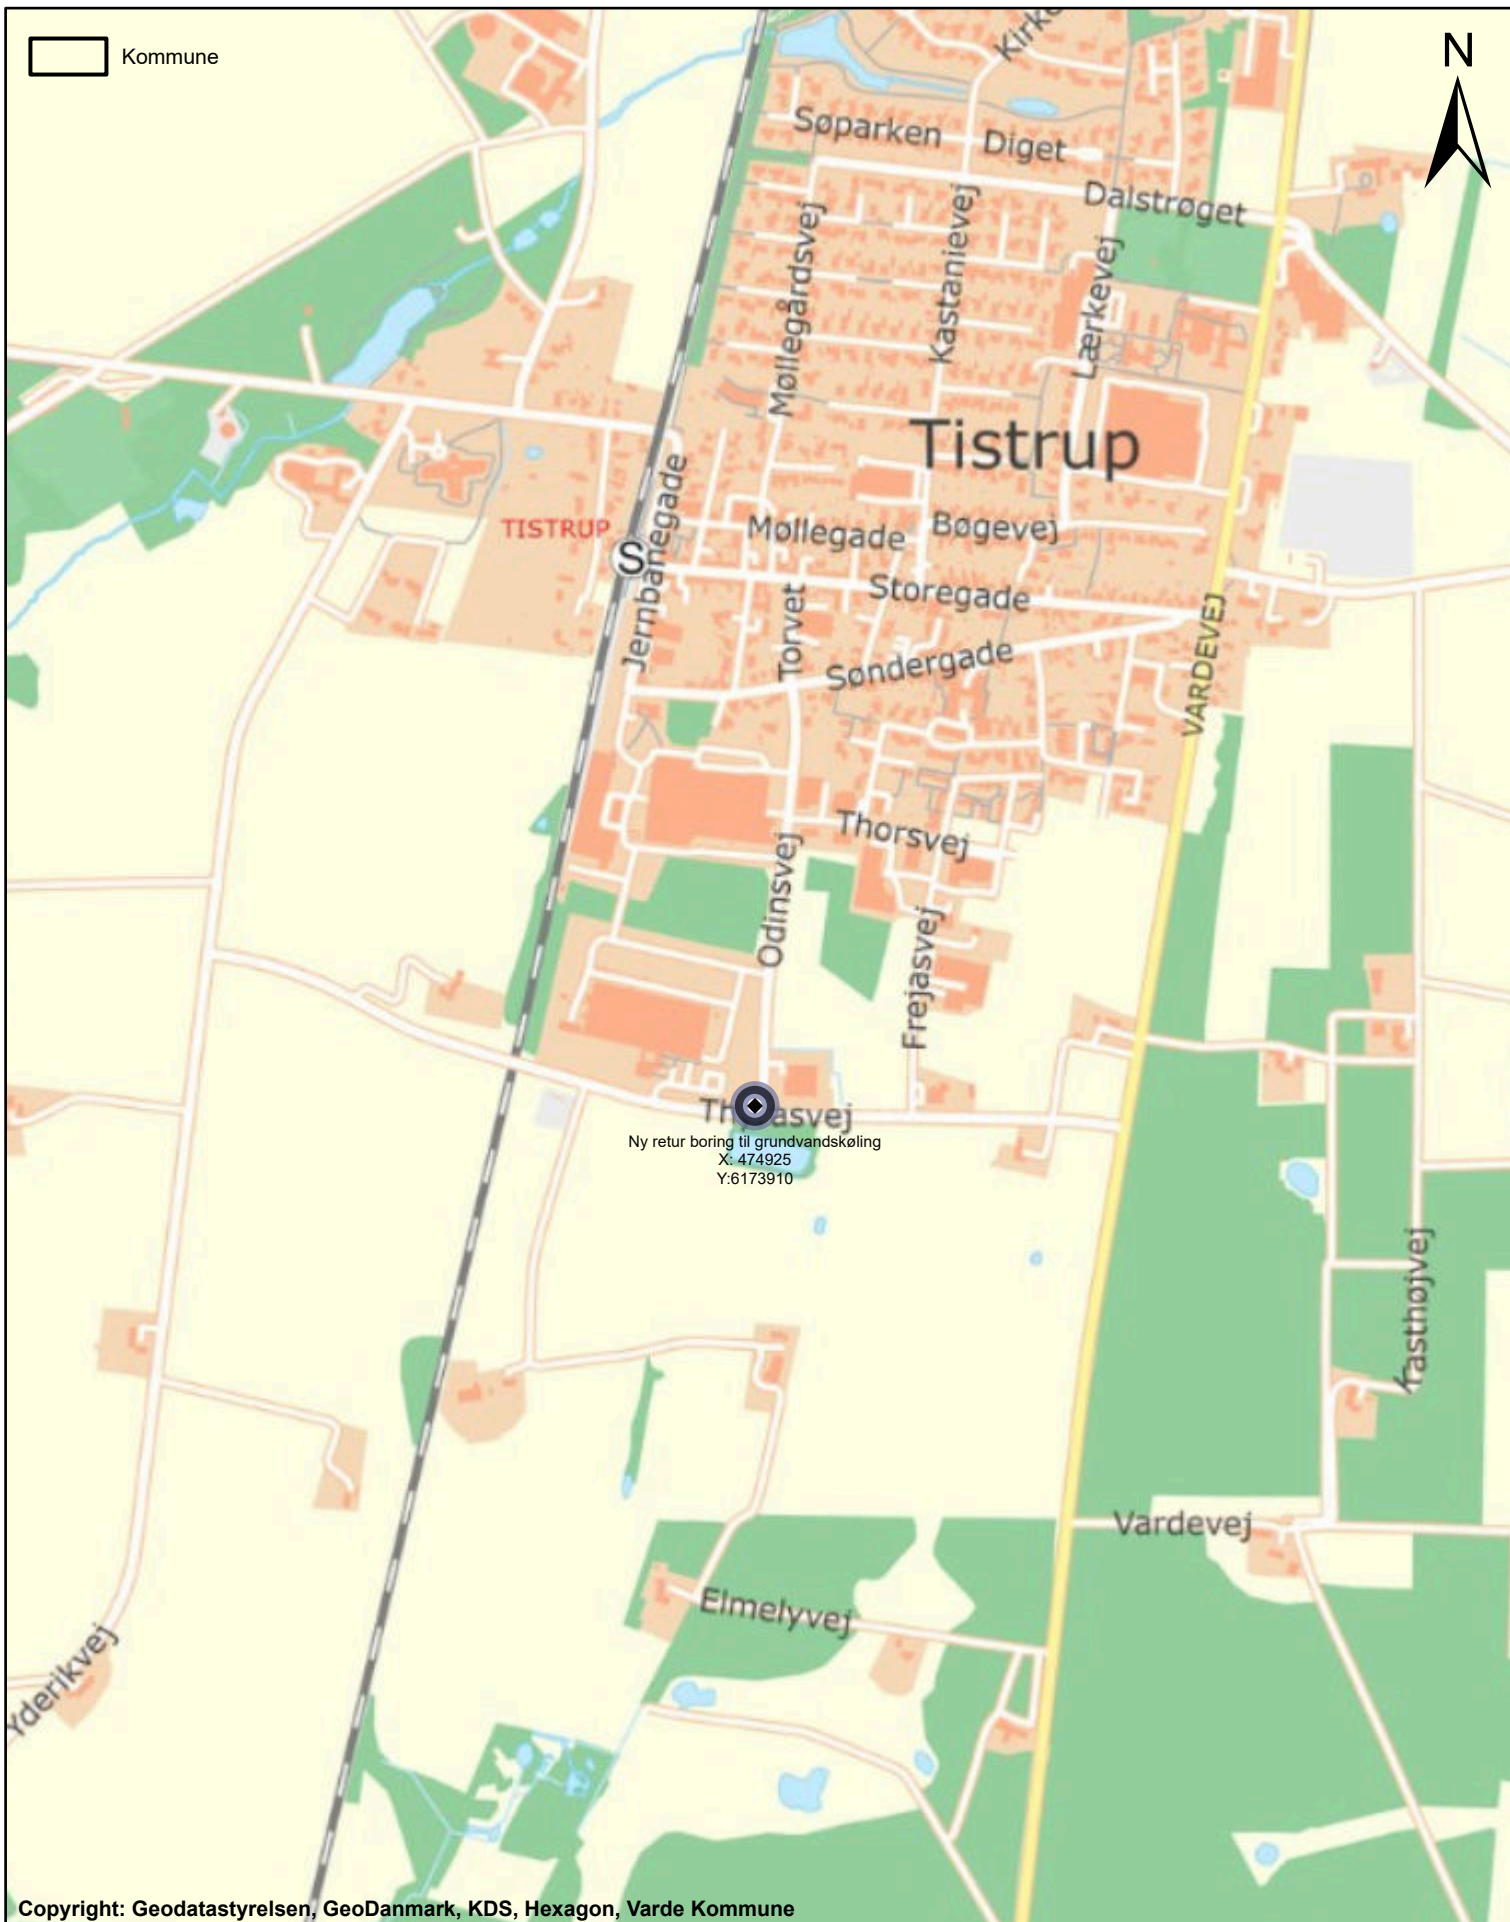 Kommune
N
Kirke
Søparken
Diget
Dalstrøget
Møllegårdsvej
Kastanievej
Lærkevej
Tistrup
TISTRUP
S
Jernbanegade
Møllegade
Bøgevej
Storegade
Torvet
Søndergade
VARDEVEJ
Thorsvej
Odinsvej
Frejasvej
Ny retur boring til grundvandskøling
X: 474925
Y:6173910
Kasthøjvej
Vardevej
Elmelyvej
Yderikvej
Copyright: Geodatastyrelsen, GeoDanmark, KDS, Hexagon, Varde Kommune